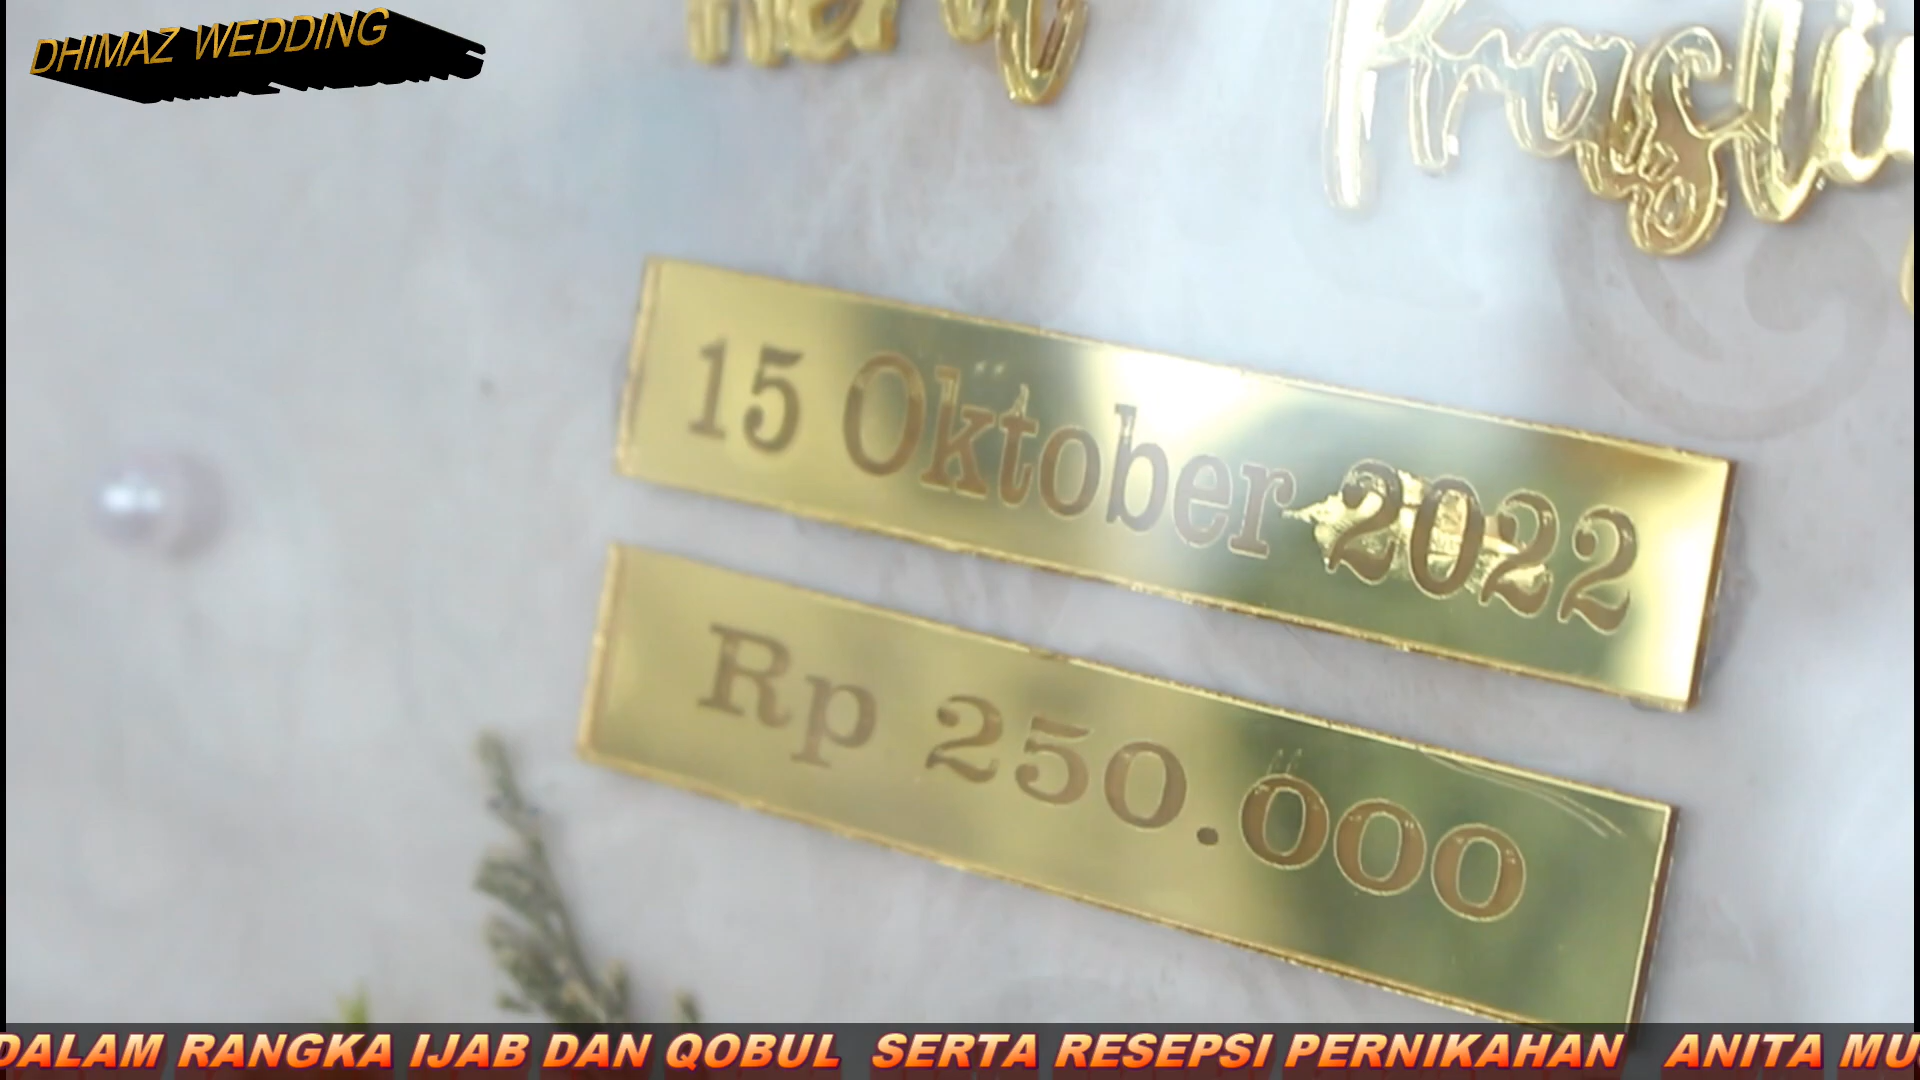 DHIMAZ WEDDING
15 Oktober 2022
Rp 250.000
DALAM RANGKA IJAB DAN QOBUL SERTA RESEPSI PERNIKAHAN ANITA MU